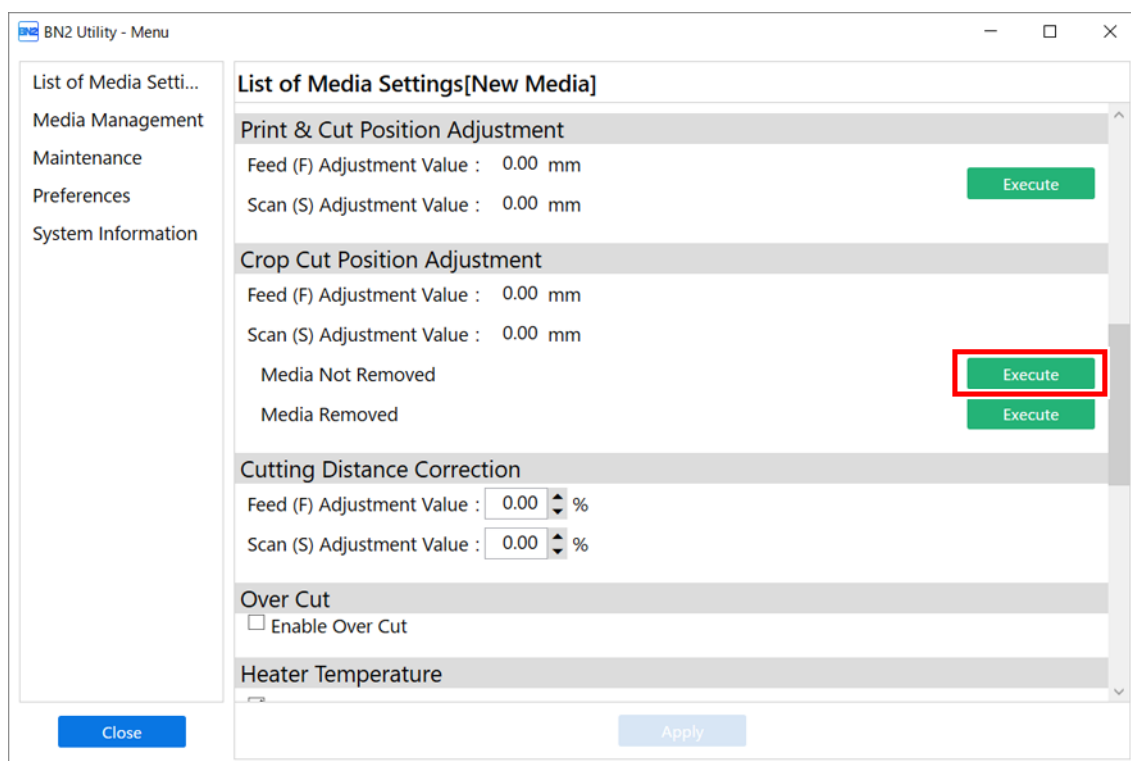 BN2 BN2 Utility - Menu
List of Media Setti...
Media Management
Maintenance
Preferences
System Information
Close
List of Media Settings[New Media]
Print & Cut Position Adjustment
Feed (F) Adjustment Value : 0.00 mm
Execute
Scan (S) Adjustment Value : 0.00 mm
Crop Cut Position Adjustment
Feed (F) Adjustment Value : 0.00 mm
Scan (S) Adjustment Value : 0.00 mm
Media Not Removed Execute
Media Removed Execute
Cutting Distance Correction
Feed (F) Adjustment Value : 0.00 %
Scan (S) Adjustment Value : 0.00 %
Over Cut
Enable Over Cut
Heater Temperature
Apply